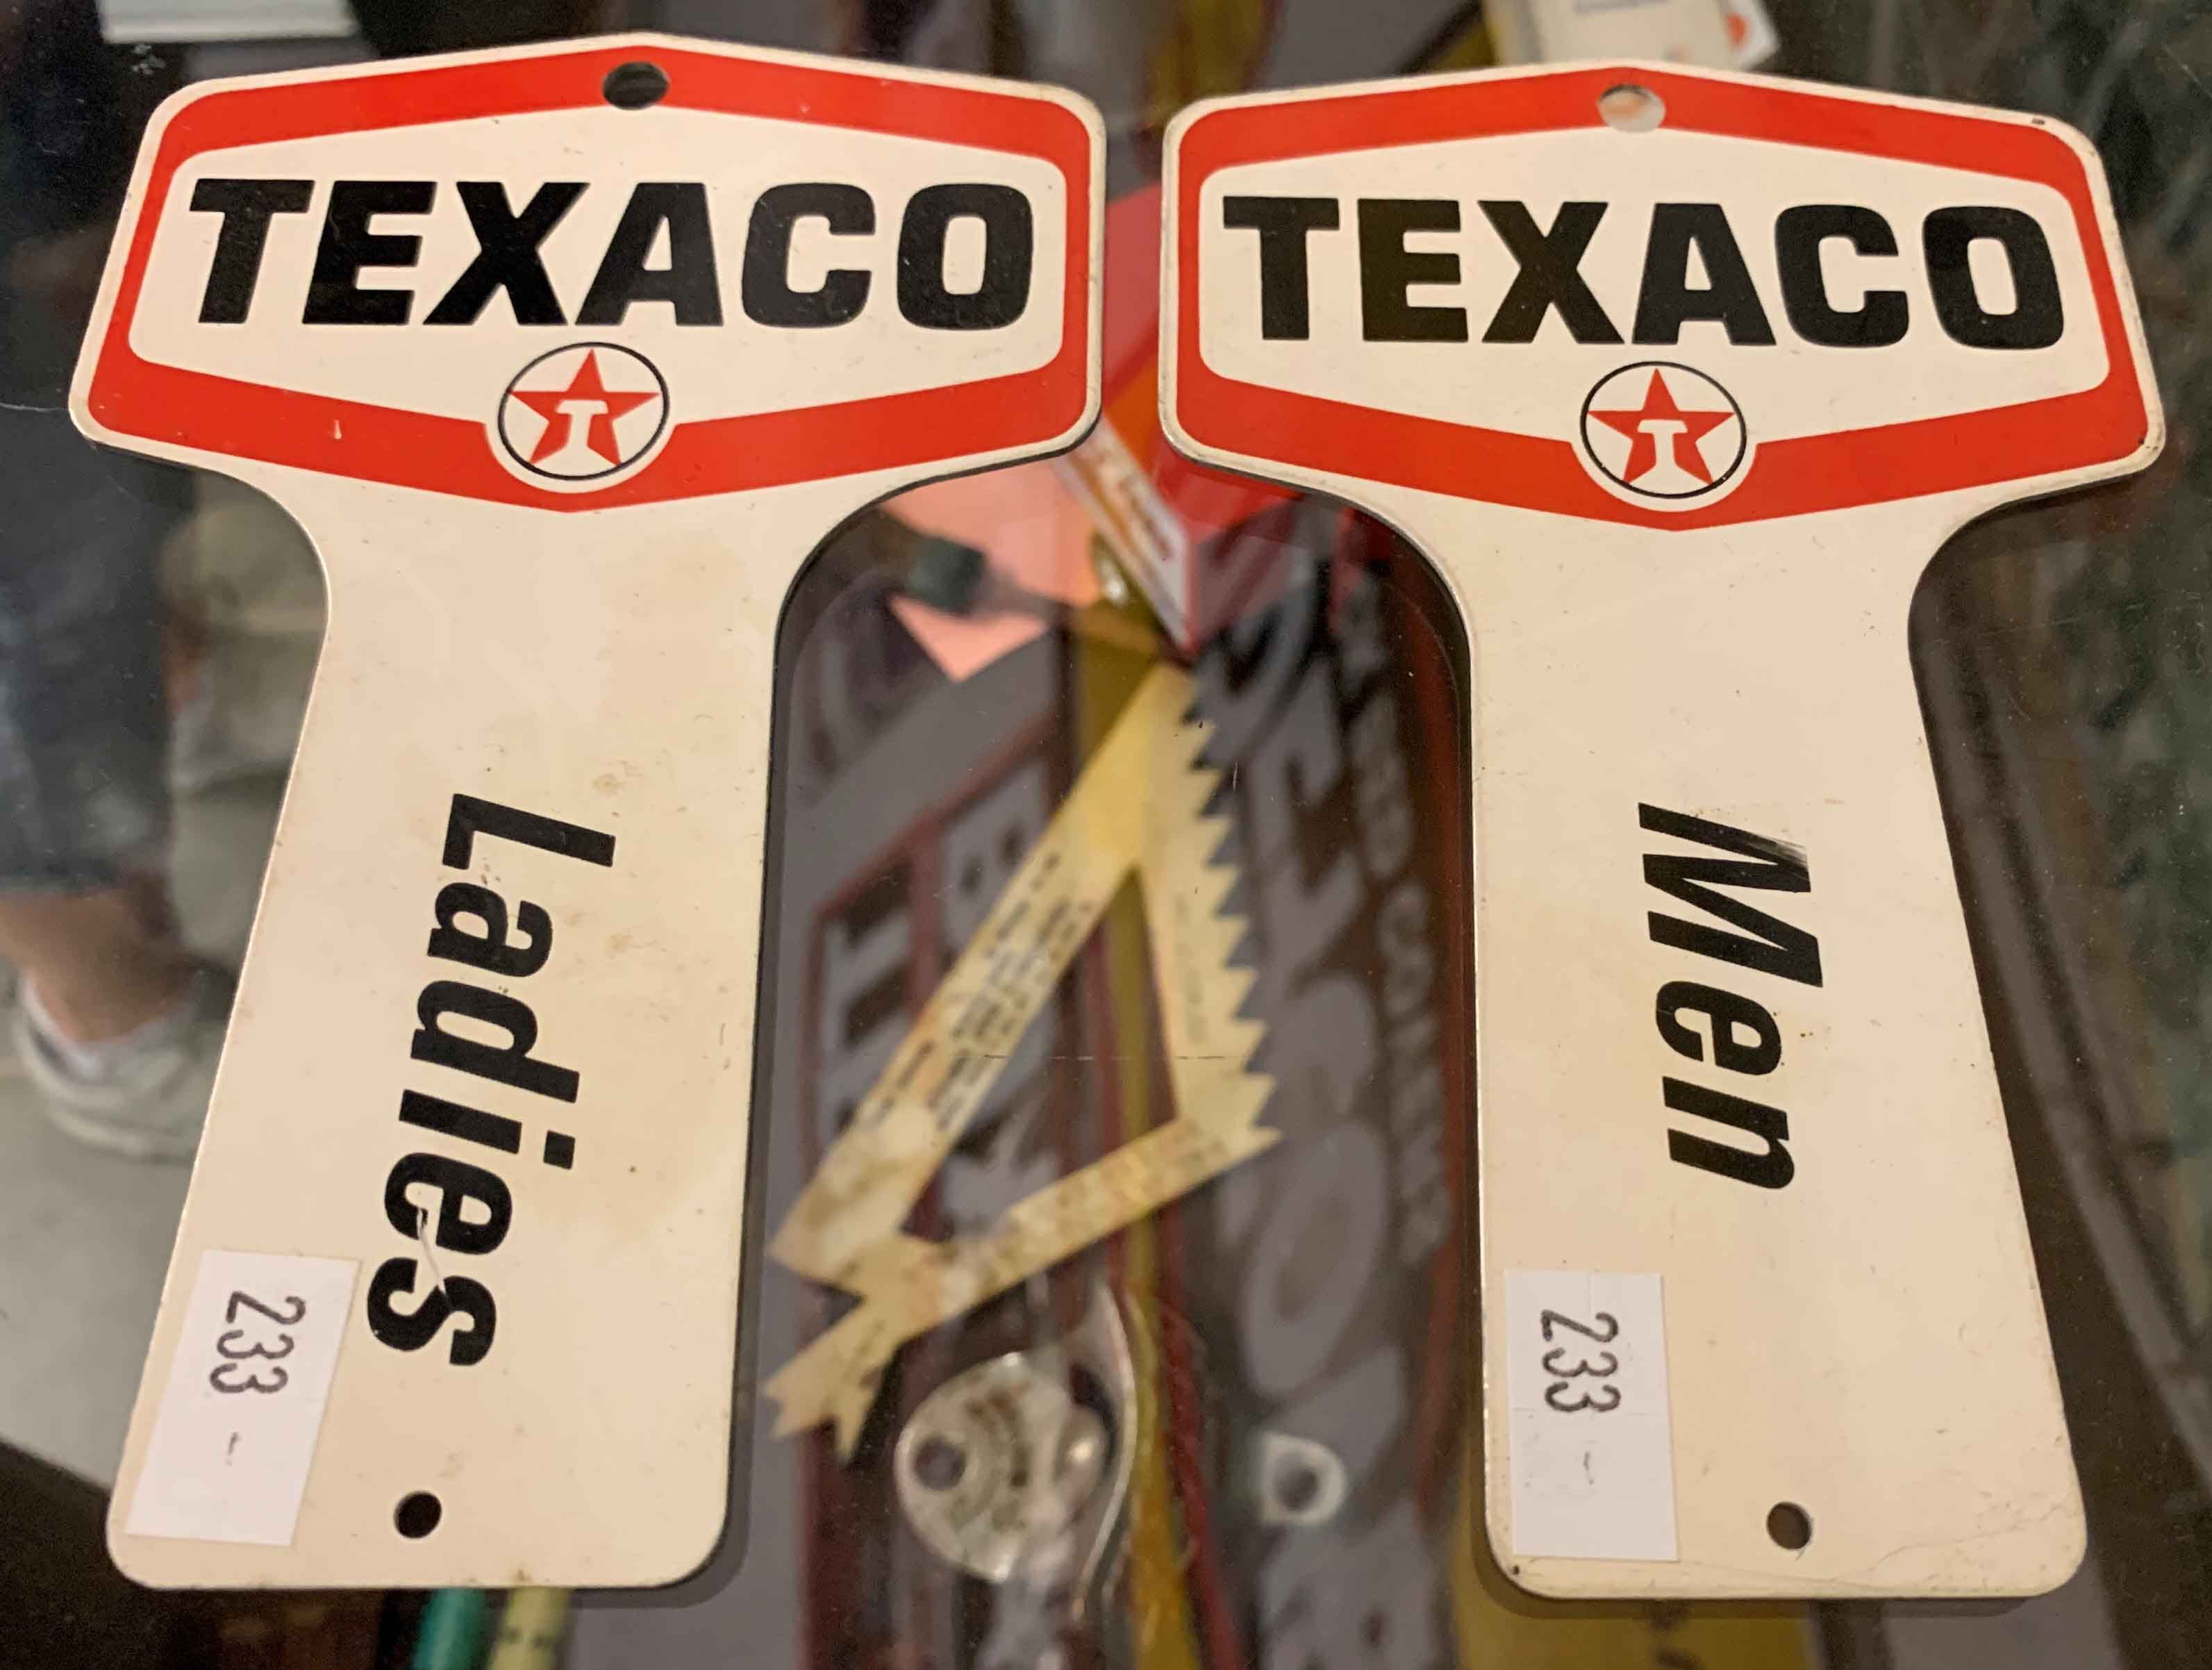 TEXACO
T
Ladies
233 -
TEXACO
T
Men
233 -